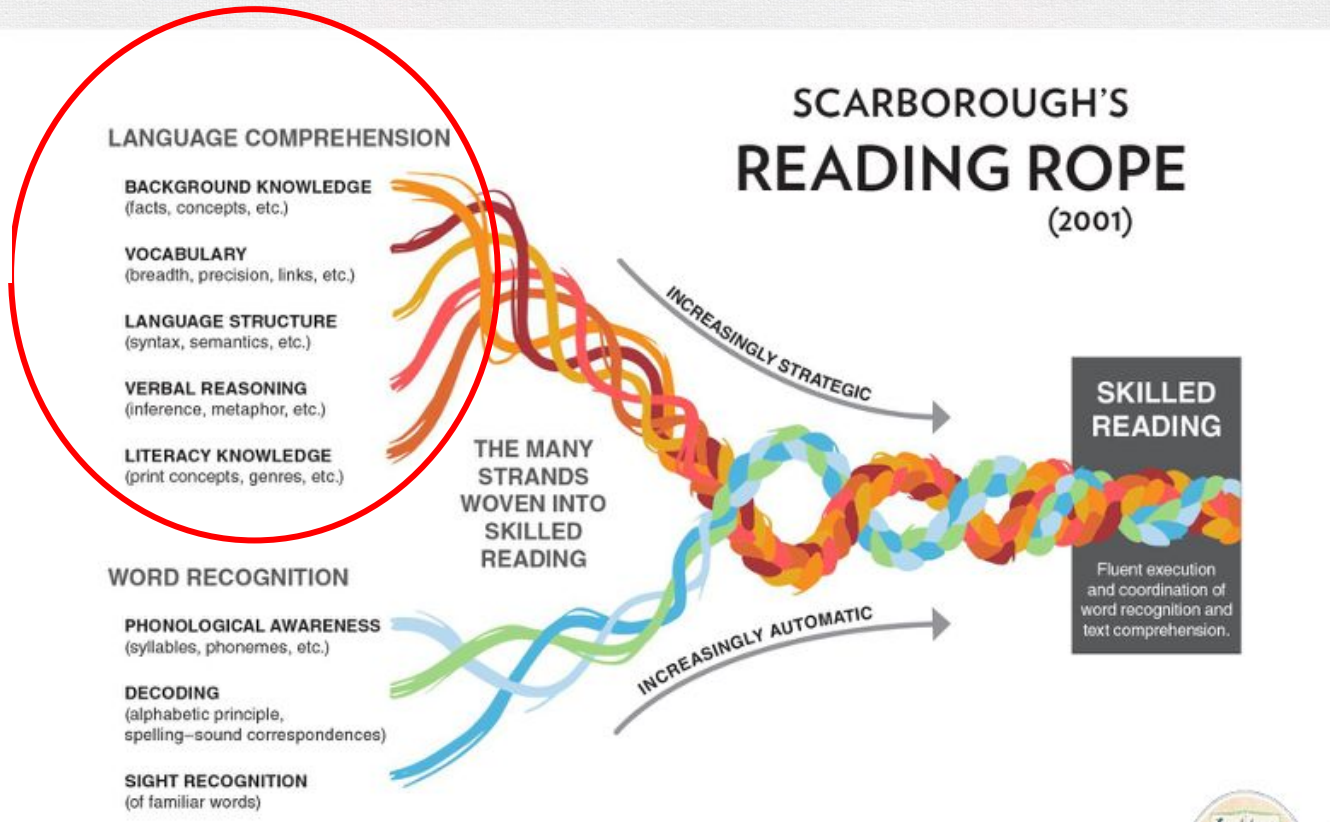 SCARBOROUGH'S
READING ROPE
(2001)
LANGUAGE COMPREHENSION
BACKGROUND KNOWLEDGE
(facts, concepts, etc.)
VOCABULARY
(breadth, precision, links, etc.)
LANGUAGE STRUCTURE
(syntax, semantics, etc.)
VERBAL REASONING
(inference, metaphor, etc.)
LITERACY KNOWLEDGE
(print concepts, genres, etc.)
THE MANY
STRANDS
WOVEN INTO
SKILLED
READING
WORD RECOGNITION
PHONOLOGICAL AWARENESS
(syllables, phonemes, etc.)
DECODING
(alphabetic principle,
spelling–sound correspondences)
SIGHT RECOGNITION
(of familiar words)
INCREASINGLY STRATEGIC
INCREASINGLY AUTOMATIC
SKILLED
READING
Fluent execution
and coordination of
word recognition and
text comprehension.